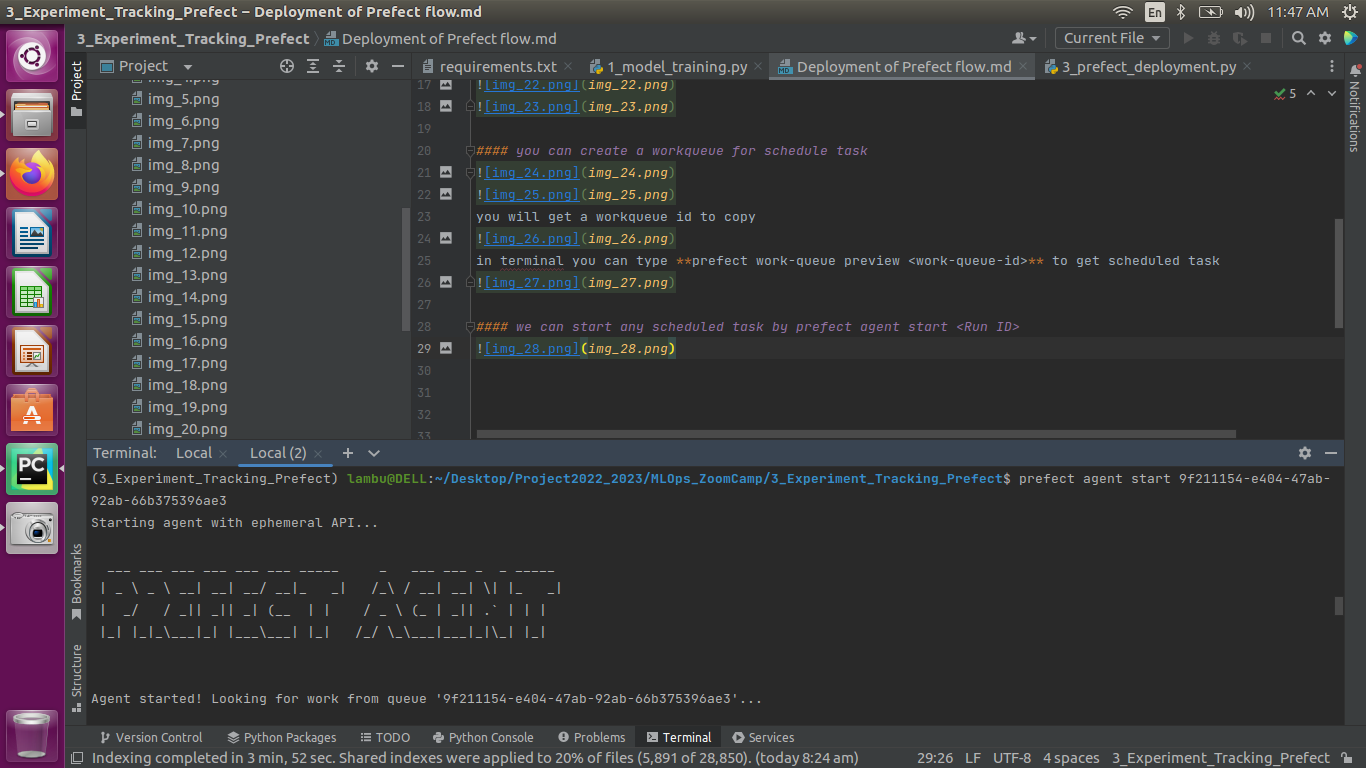 3_Experiment_Tracking_Prefect – Deployment of Prefect flow.md
En
11:47 AM
3_Experiment_Tracking_Prefect
Deployment of Prefect flow.md
Current File
Project
Project
requirements.txt
1_model_training.py
Deployment of Prefect flow.md
3_prefect_deployment.py
Notifications
img_5.png
img_6.png
img_7.png
img_8.png
img_9.png
img_10.png
img_11.png
img_12.png
img_13.png
img_14.png
img_15.png
img_16.png
img_17.png
img_18.png
img_19.png
img_20.png
5
17 ![img_22.png](img_22.png)
18 ![img_23.png](img_23.png)
19
20 #### you can create a workqueue for schedule task
21 ![img_24.png](img_24.png)
22 ![img_25.png](img_25.png)
23 you will get a workqueue id to copy
24 ![img_26.png](img_26.png)
25 in terminal you can type **prefect work-queue preview <work-queue-id>** to get scheduled task
26 ![img_27.png](img_27.png)
27
28 #### we can start any scheduled task by prefect agent start <Run ID>
29 ![img_28.png](img_28.png)
30
31
32
33
Terminal: Local Local (2)
(3_Experiment_Tracking_Prefect) lambu@DELL:~/Desktop/Project2022_2023/MLOps_ZoomCamp/3_Experiment_Tracking_Prefect$ prefect agent start 9f211154-e404-47ab-
92ab-66b375396ae3
Starting agent with ephemeral API...
PREFECT AGENT
Agent started! Looking for work from queue '9f211154-e404-47ab-92ab-66b375396ae3'...
Bookmarks
Structure
PC
Version Control
Python Packages
TODO
Python Console
Problems
Terminal
Services
Indexing completed in 3 min, 52 sec. Shared indexes were applied to 20% of files (5,891 of 28,850). (today 8:24 am)
29:26 LF UTF-8 4 spaces 3_Experiment_Tracking_Prefect